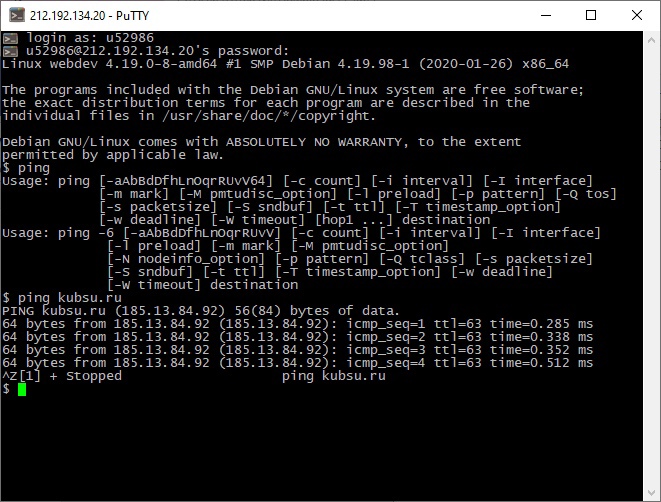 212.192.134.20 - PuTTY
login as: u52986
u52986@212.192.134.20's password:
Linux webdev 4.19.0-8-amd64 #1 SMP Debian 4.19.98-1 (2020-01-26) x86_64
The programs included with the Debian GNU/Linux system are free software;
the exact distribution terms for each program are described in the
individual files in /usr/share/doc/*/copyright.
Debian GNU/Linux comes with ABSOLUTELY NO WARRANTY, to the extent
permitted by applicable law.
$ ping
Usage: ping [-aAbBdDfhLnOqrRUvV64] [-c count] [-i interval] [-I interface]
[-m mark] [-M pmtudisc_option] [-l preload] [-p pattern] [-Q tos]
[-s packetsize] [-S sndbuf] [-t ttl] [-T timestamp_option]
[-w deadline] [-W timeout] [hop1 ...] destination
Usage: ping -6 [-aAbBdDfhLnOqrRUvV] [-c count] [-i interval] [-I interface]
[-l preload] [-m mark] [-M pmtudisc_option]
[-N nodeinfo_option] [-p pattern] [-Q tclass] [-s packetsize]
[-S sndbuf] [-t ttl] [-T timestamp_option] [-w deadline]
[-W timeout] destination
$ ping kubsu.ru
PING kubsu.ru (185.13.84.92) 56(84) bytes of data.
64 bytes from 185.13.84.92 (185.13.84.92): icmp_seq=1 ttl=63 time=0.285 ms
64 bytes from 185.13.84.92 (185.13.84.92): icmp_seq=2 ttl=63 time=0.338 ms
64 bytes from 185.13.84.92 (185.13.84.92): icmp_seq=3 ttl=63 time=0.352 ms
64 bytes from 185.13.84.92 (185.13.84.92): icmp_seq=4 ttl=63 time=0.512 ms
^Z[1] + Stopped ping kubsu.ru
$